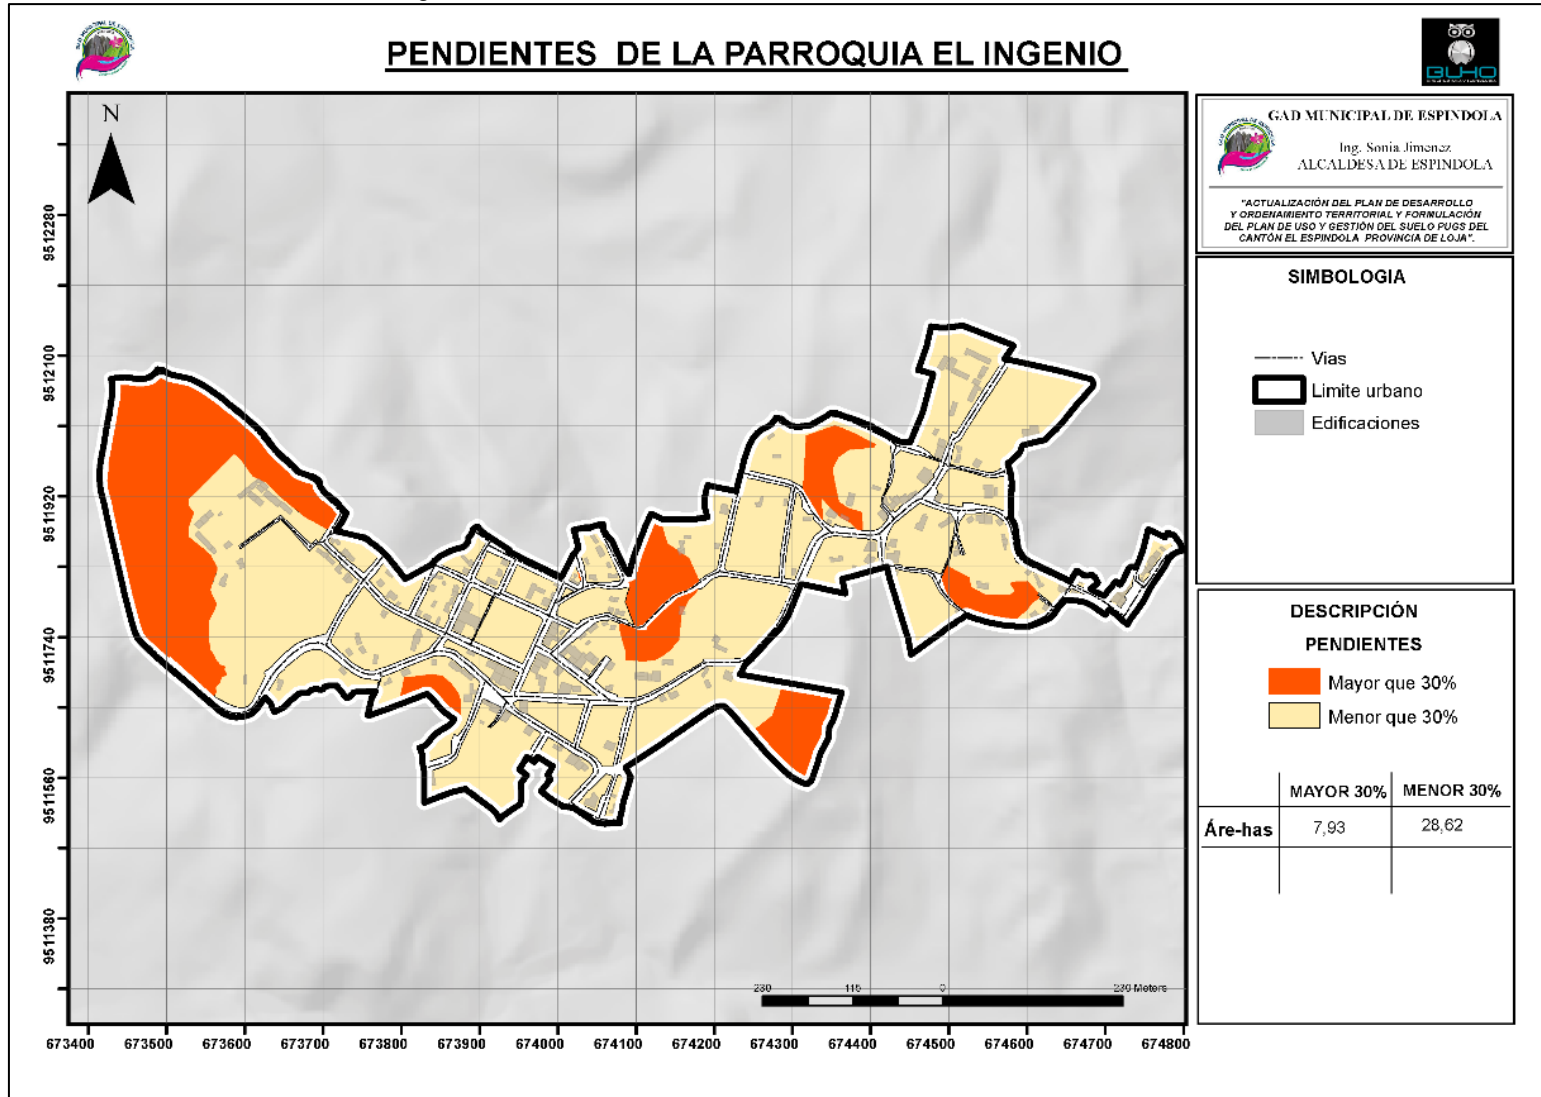 PENDIENTES DE LA PARROQUIA EL INGENIO
BUHO
N
GAD MUNICIPAL DE ESPINDOLA
Ing. Sonia Jimenez
ALCALDESA DE ESPINDOLA
"ACTUALIZACIÓN DEL PLAN DE DESARROLLO
Y ORDENAMIENTO TERRITORIAL Y FORMULACIÓN
DEL PLAN DE USO Y GESTIÓN DEL SUELO PUGS DEL
CANTÓN EL ESPINDOLA PROVINCIA DE LOJA".
SIMBOLOGIA
Vias
Limite urbano
Edificaciones
DESCRIPCIÓN
PENDIENTES
Mayor que 30%
Menor que 30%
MAYOR 30% MENOR 30%
Áre-has 7,93 28,62
9512280
9512100
9511920
9511740
9511560
9511380
230 115 0 230 Meters
673400 673500 673600 673700 673800 673900 674000 674100 674200 674300 674400 674500 674600 674700 674800